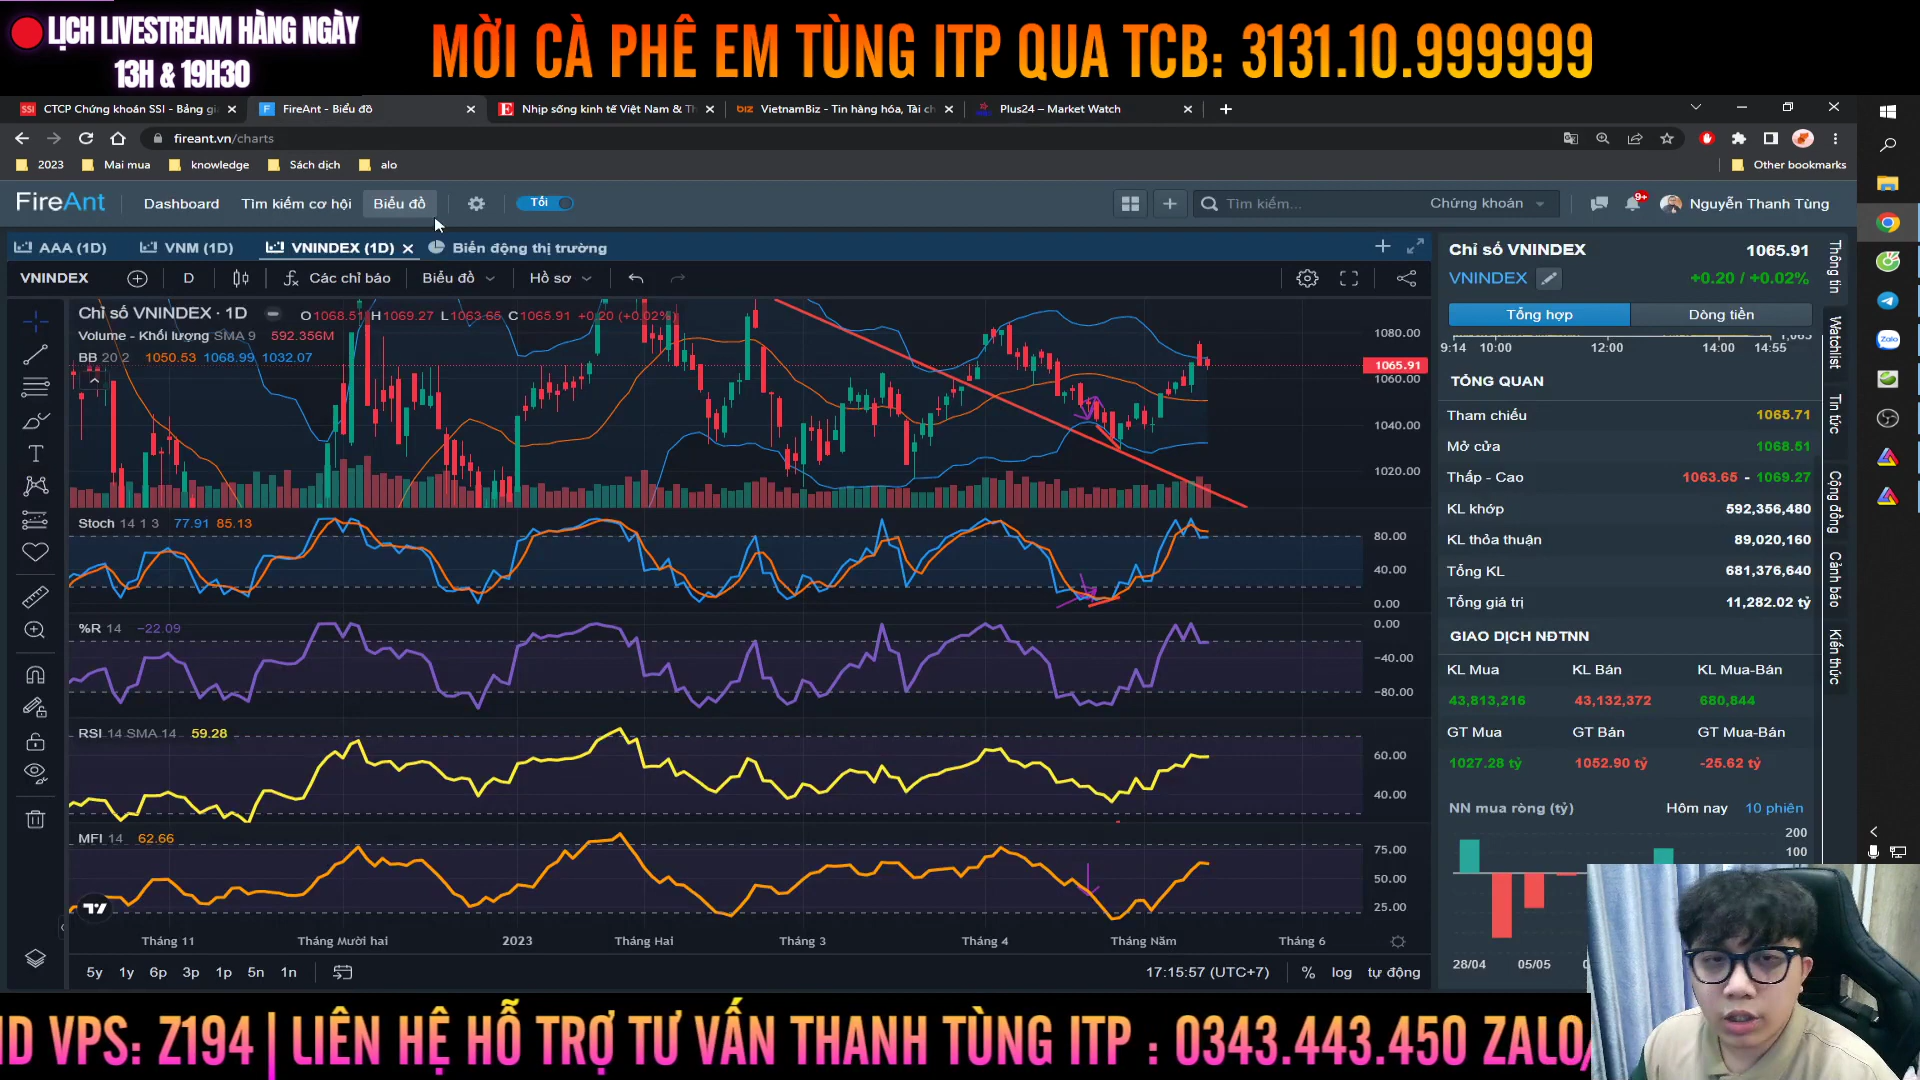 LỊCH LIVESTREAM HÀNG NGÀY
13H & 19H30
MỜI CÀ PHÊ EM TÙNG ITP QUA TCB: 3131.10.999999
CTCP Chứng khoán SSI - Bảng gi
FireAnt - Biểu đồ
Nhịp sống kinh tế Việt Nam & Th
VietnamBiz - Tin hàng hóa, Tài ch
Plus24 – Market Watch
fireant.vn/charts
2023
Mai mua
knowledge
Sách dịch
alo
Other bookmarks
FireAnt
Dashboard
Tìm kiếm cơ hội
Biểu đồ
Tối
Tìm kiếm...
Chứng khoán
9+
Nguyễn Thanh Tùng
AAA (1D)
VNM (1D)
VNINDEX (1D)
Biến động thị trường
VNINDEX
D
Các chỉ báo
Biểu đồ
Hồ sơ
Chỉ số VNINDEX · 1D
O1068.51 H1069.27 L1063.65 C1065.91 +0.20 (+0.02%)
Volume - Khối lượng SMA 9 592.356M
BB 20 2 1050.53 1068.99 1032.07
1080.00
1065.91
1060.00
1040.00
1020.00
Stoch 14 1 3 77.91 85.13
80.00
40.00
0.00
%R 14 −22.09
0.00
−40.00
−80.00
RSI 14 SMA 14 59.28
60.00
40.00
MFI 14 62.66
75.00
50.00
25.00
Tháng 11
Tháng Mười hai
2023
Tháng Hai
Tháng 3
Tháng 4
Tháng Năm
Tháng 6
5y 1y 6p 3p 1p 5n 1n
17:15:57 (UTC+7)
% log tự động
Chỉ số VNINDEX 1065.91
VNINDEX +0.20 / +0.02%
Tổng hợp
Dòng tiền
9:14 10:00 12:00 14:00 14:55
TỔNG QUAN
Tham chiếu 1065.71
Mở cửa 1068.51
Thấp - Cao 1063.65 - 1069.27
KL khớp 592,356,480
KL thỏa thuận 89,020,160
Tổng KL 681,376,640
Tổng giá trị 11,282.02 tỷ
GIAO DỊCH NĐTNN
KL Mua KL Bán KL Mua-Bán
43,813,216 43,132,372 680,844
GT Mua GT Bán GT Mua-Bán
1027.28 tỷ 1052.90 tỷ -25.62 tỷ
NN mua ròng (tỷ) Hôm nay 10 phiên
200
100
28/04 05/05
Thông tin
Watchlist
Tin tức
Cộng đồng
Cảnh báo
Kiến thức
Zalo
ID VPS: Z194 | LIÊN HỆ HỖ TRỢ TƯ VẤN THANH TÙNG ITP : 0343.443.450 ZALO/